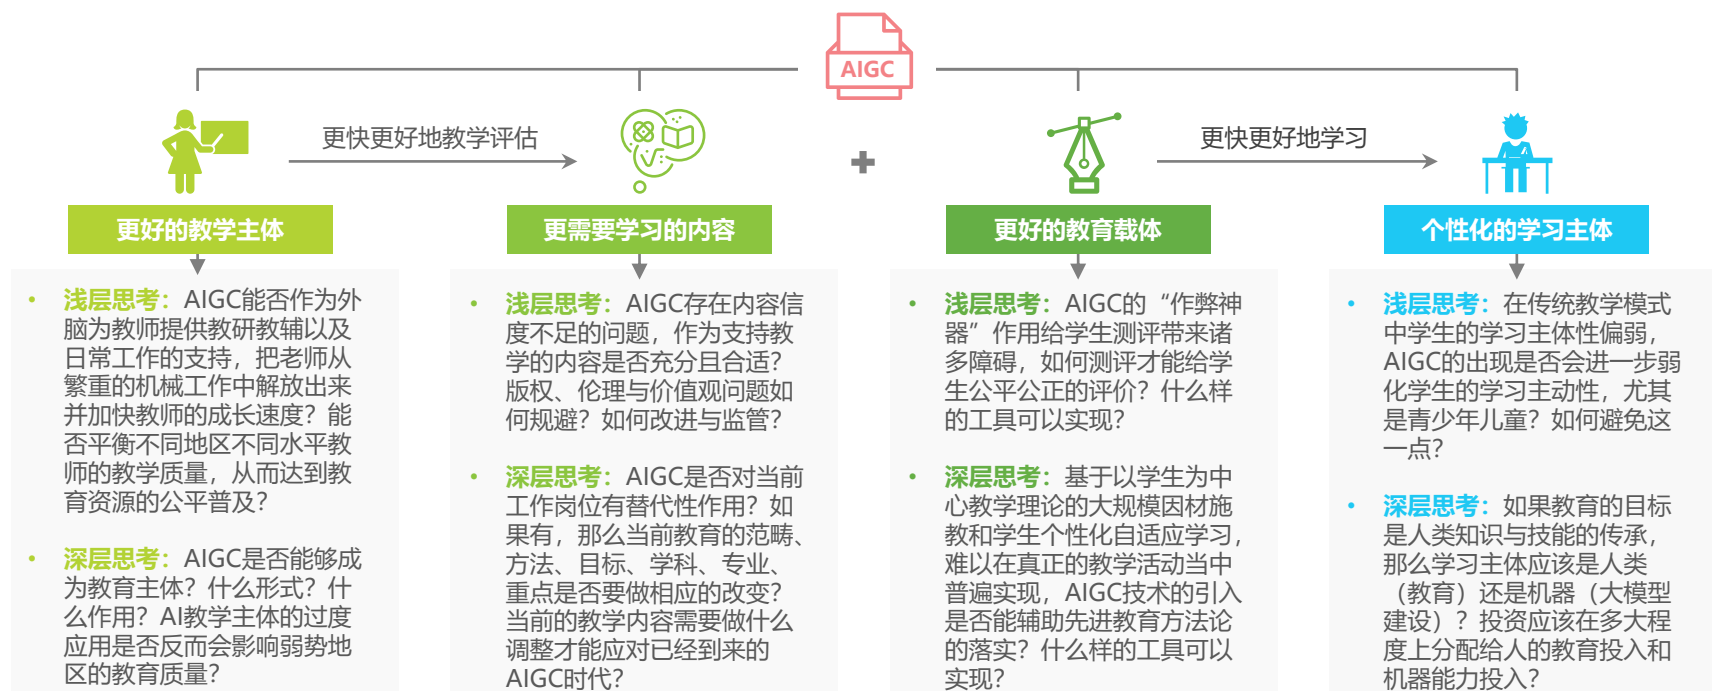 AIGC
更快更好地教学评估
更快更好地学习
更好的教学主体
更需要学习的内容
更好的教育载体
个性化的学习主体
• 浅层思考：AIGC能否作为外
脑为教师提供教研教辅以及
日常工作的支持，把老师从
繁重的机械工作中解放出来
并加快教师的成长速度？能
否平衡不同地区不同水平教
师的教学质量，从而达到教
育资源的公平普及？
• 深层思考：AIGC是否能够成
为教育主体？什么形式？什
么作用？AI教学主体的过度
应用是否反而会影响弱势地
区的教育质量？
• 浅层思考：AIGC存在内容信
度不足的问题，作为支持教
学的内容是否充分且合适？
版权、伦理与价值观问题如
何规避？如何改进与监管？
• 深层思考：AIGC是否对当前
工作岗位有替代性作用？如
果有，那么当前教育的范畴、
方法、目标、学科、专业、
重点是否要做相应的改变？
当前的教学内容需要做什么
调整才能应对已经到来的
AIGC时代？
• 浅层思考：AIGC的“作弊神
器”作用给学生测评带来诸
多障碍，如何测评才能给学
生公平公正的评价？什么样
的工具可以实现？
• 深层思考：基于以学生为中
心教学理论的大规模因材施
教和学生个性化自适应学习，
难以在真正的教学活动当中
普遍实现，AIGC技术的引入
是否能辅助先进教育方法论
的落实？什么样的工具可以
实现？
• 浅层思考：在传统教学模式
中学生的学习主体性偏弱，
AIGC的出现是否会进一步弱
化学生的学习主动性，尤其
是青少年儿童？如何避免这
一点？
• 深层思考：如果教育的目标
是人类知识与技能的传承，
那么学习主体应该是人类
（教育）还是机器（大模型
建设）？投资应该在多大程
度上分配给人的教育投入和
机器能力投入？